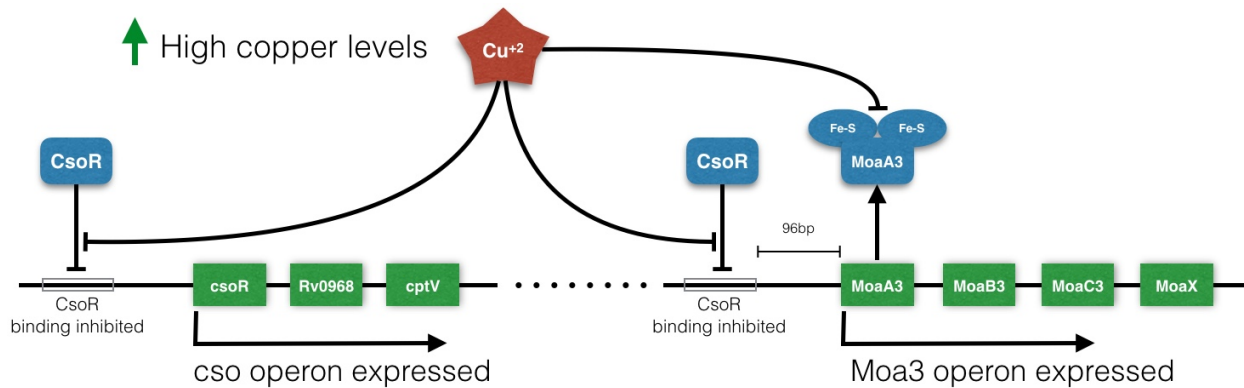 High copper levels
Cu+2
Fe-S Fe-S
CsoR CsoR MoaA3
96bp
csoR Rv0968 cptV MoaA3 MoaB3 MoaC3 MoaX
CsoR
binding inhibited
CsoR
binding inhibited
cso operon expressed
Moa3 operon expressed